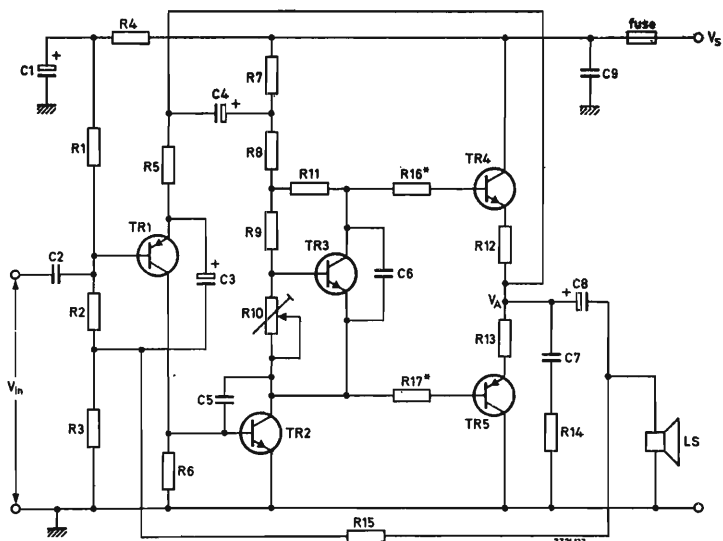 fuse
R4
VS
C1
+
C4
+
R7
C9
R1
R5
R8
TR4
R11
R16*
TR1
R9
TR3
R12
C2
+
C3
C6
R2
VA
+
C8
R10
R13
Vin
C7
C5
R17*
R3
TR2
TR5
R14
LS
R6
R15